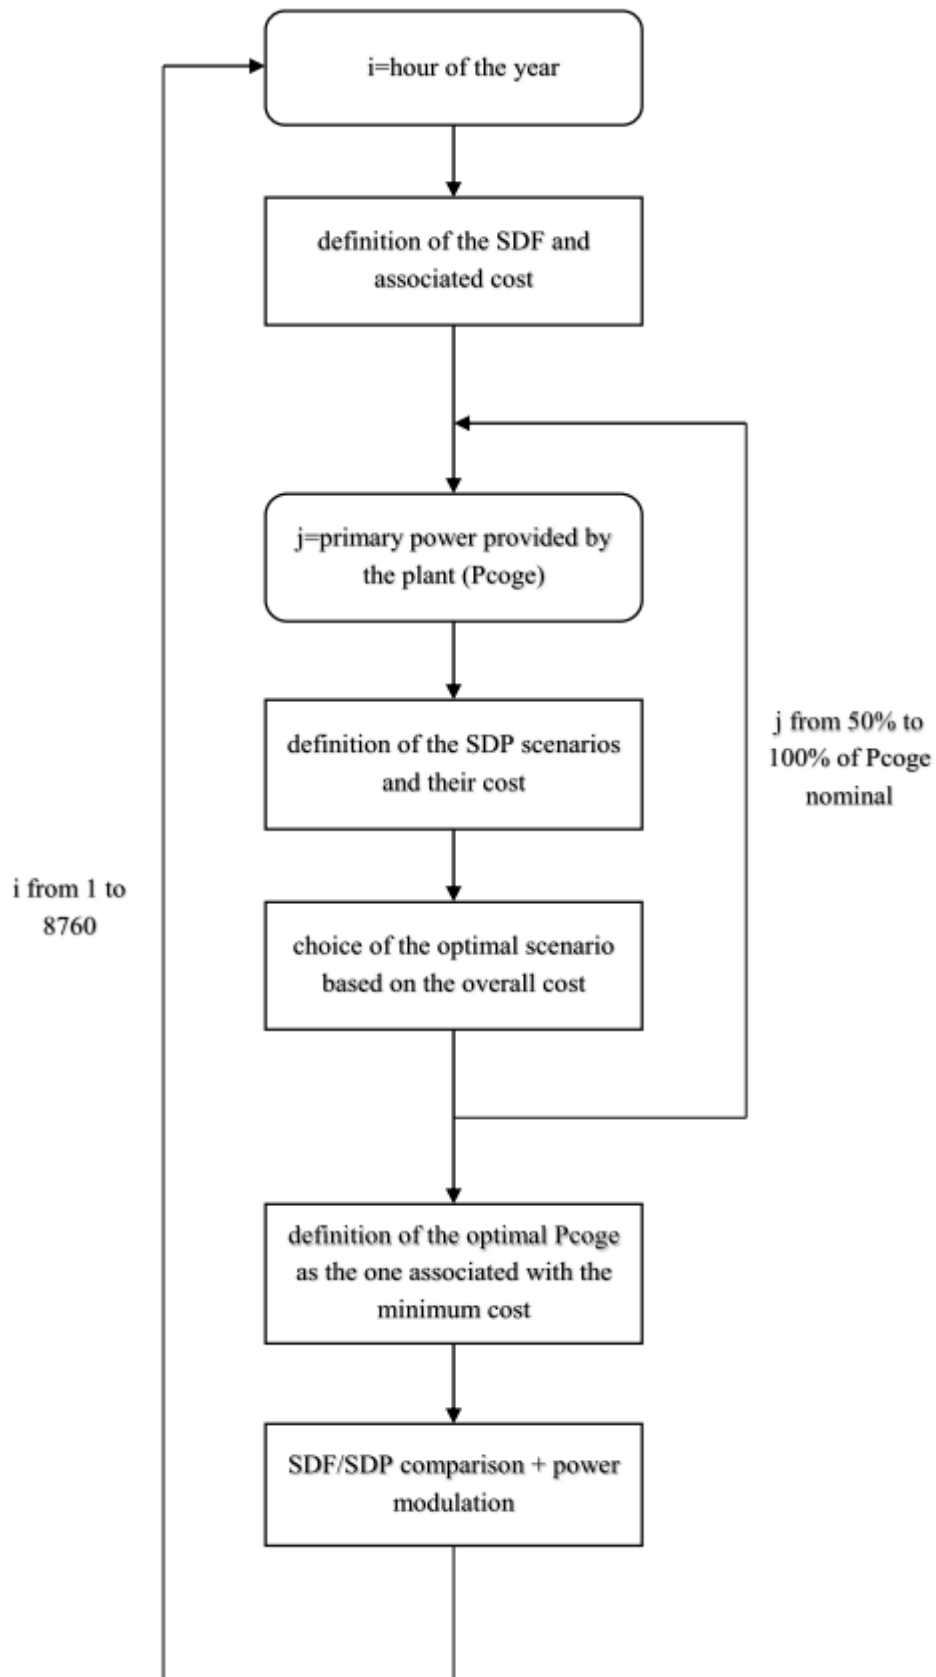 i=hour of the year
definition of the SDF and
associated cost
j=primary power provided by
the plant (Pcoge)
definition of the SDP scenarios
and their cost
j from 50% to
100% of Pcoge
nominal
i from 1 to
8760
choice of the optimal scenario
based on the overall cost
definition of the optimal Pcoge
as the one associated with the
minimum cost
SDF/SDP comparison + power
modulation